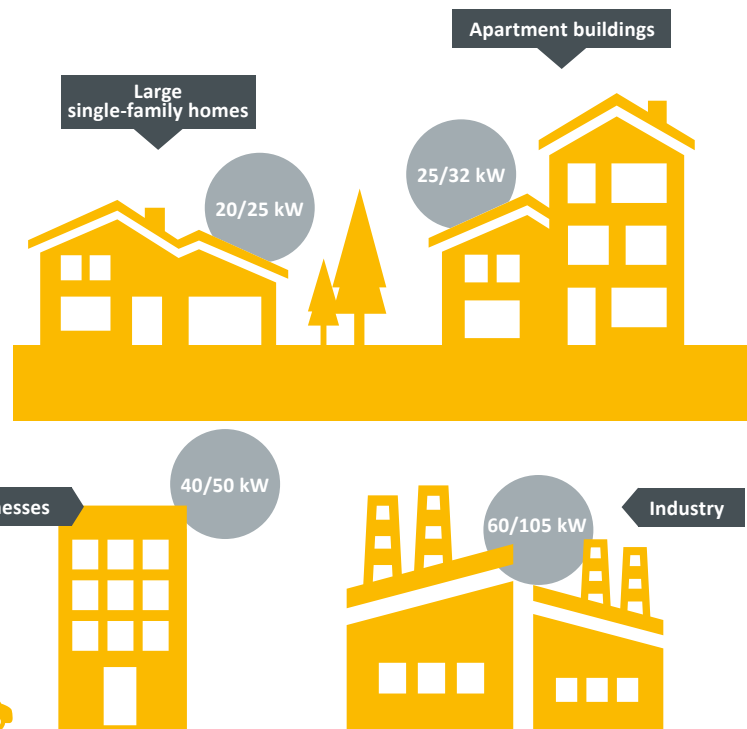 Apartment buildings
Large
single-family homes
25/32 kW
20/25 kW
40/50 kW
nesses
Industry
60/105 kW